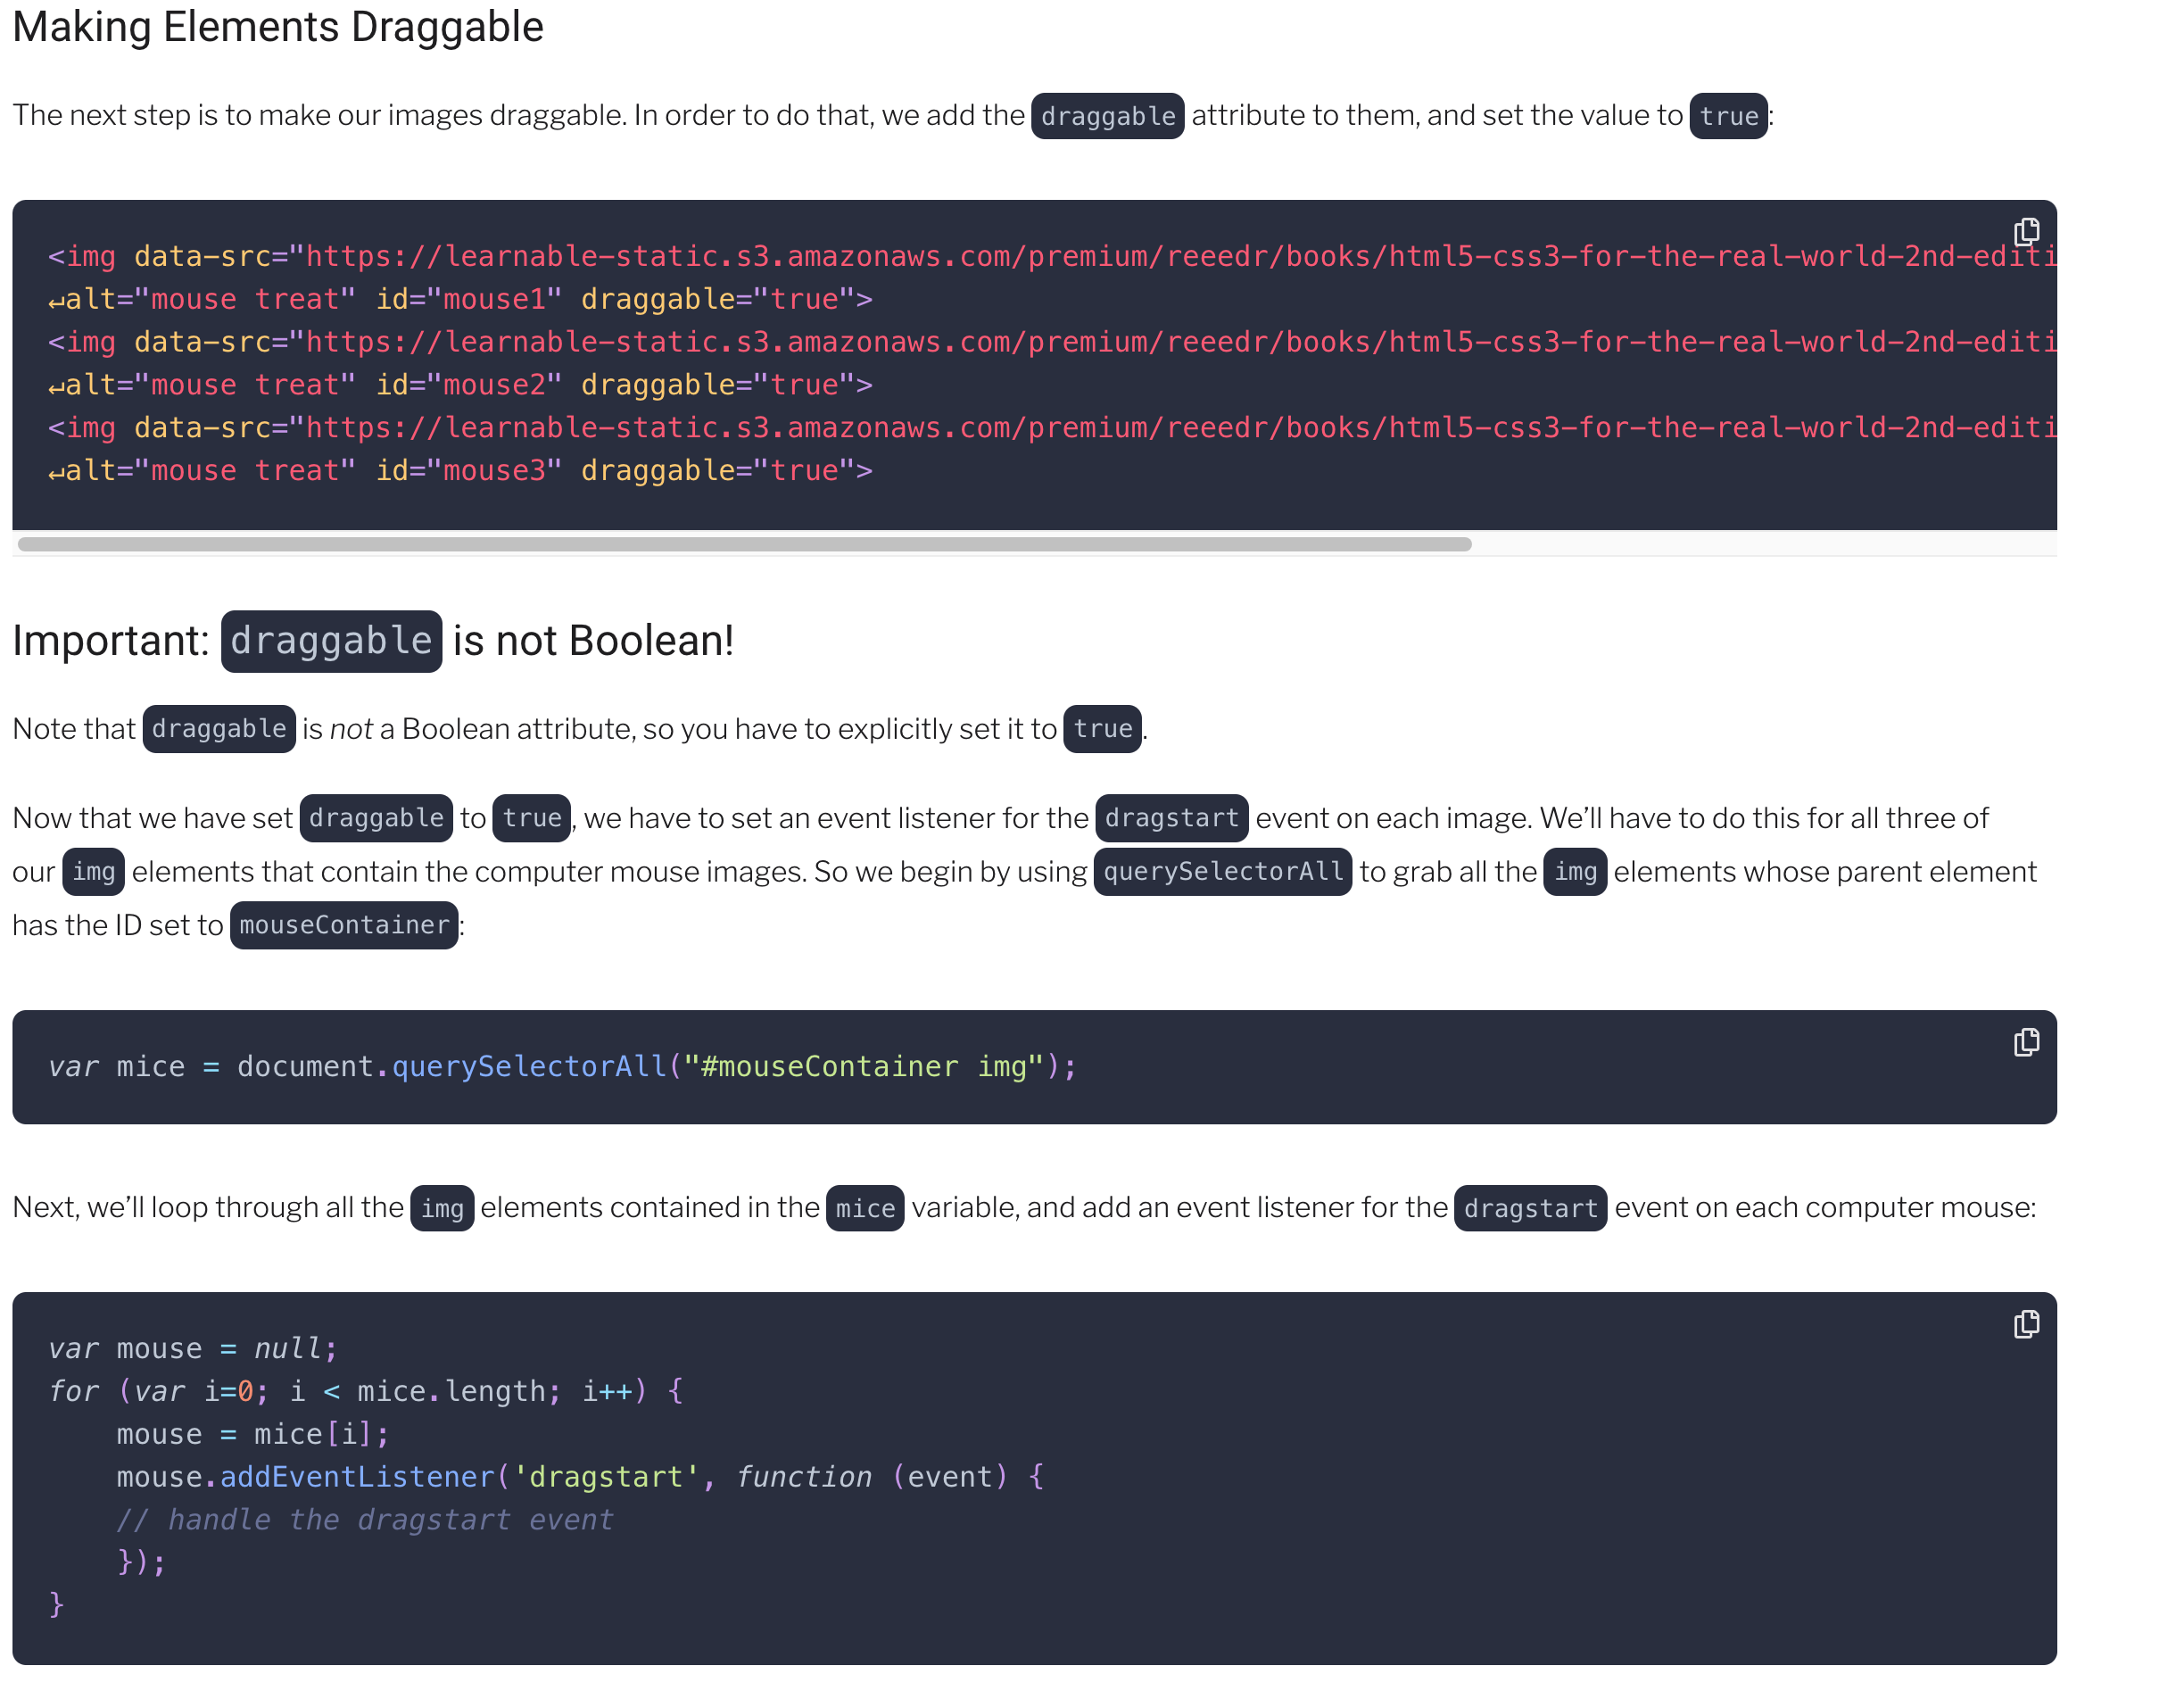 Making Elements Draggable
The next step is to make our images draggable. In order to do that, we add the draggable attribute to them, and set the value to true:
<img data-src="https://learnable-static.s3.amazonaws.com/premium/reeedr/books/html5-css3-for-the-real-world-2nd-editi
↵alt="mouse treat" id="mouse1" draggable="true">
<img data-src="https://learnable-static.s3.amazonaws.com/premium/reeedr/books/html5-css3-for-the-real-world-2nd-editi
↵alt="mouse treat" id="mouse2" draggable="true">
<img data-src="https://learnable-static.s3.amazonaws.com/premium/reeedr/books/html5-css3-for-the-real-world-2nd-editi
↵alt="mouse treat" id="mouse3" draggable="true">
Important: draggable is not Boolean!
Note that draggable is not a Boolean attribute, so you have to explicitly set it to true.
Now that we have set draggable to true, we have to set an event listener for the dragstart event on each image. We’ll have to do this for all three of
our img elements that contain the computer mouse images. So we begin by using querySelectorAll to grab all the img elements whose parent element
has the ID set to mouseContainer:
var mice = document.querySelectorAll("#mouseContainer img");
Next, we’ll loop through all the img elements contained in the mice variable, and add an event listener for the dragstart event on each computer mouse:
var mouse = null;
for (var i=0; i < mice.length; i++) {
    mouse = mice[i];
    mouse.addEventListener('dragstart', function (event) {
    // handle the dragstart event
    });
}